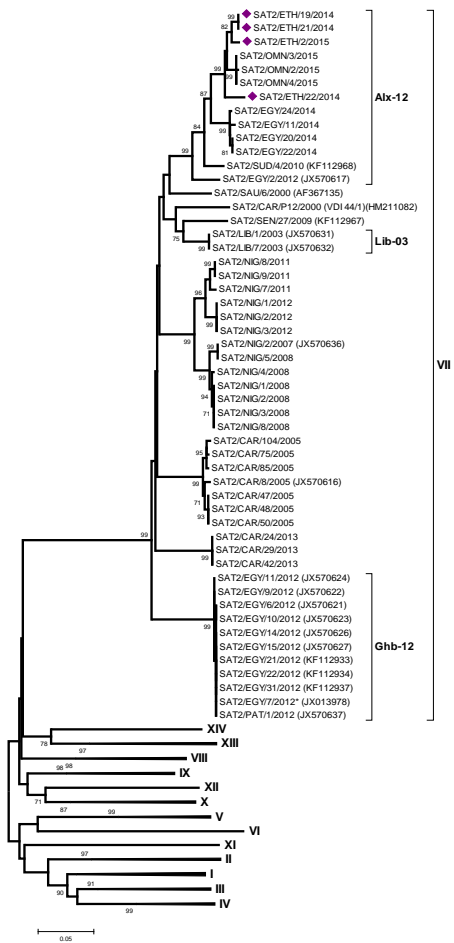 99
SAT2/ETH/19/2014
82
SAT2/ETH/21/2014
SAT2/ETH/2/2015
SAT2/OMN/3/2015
99
SAT2/OMN/2/2015
99
SAT2/OMN/4/2015
87
SAT2/ETH/22/2014
Alx-12
SAT2/EGY/24/2014
84
SAT2/EGY/11/2014
99
SAT2/EGY/20/2014
99
81
SAT2/EGY/22/2014
SAT2/SUD/4/2010 (KF112968)
SAT2/EGY/2/2012 (JX570617)
SAT2/SAU/6/2000 (AF367135)
SAT2/CAR/P12/2000 (VDI 44/1)(HM211082)
SAT2/SEN/27/2009 (KF112967)
75
SAT2/LIB/1/2003 (JX570631)
Lib-03
SAT2/LIB/7/2003 (JX570632)
99
SAT2/NIG/8/2011
SAT2/NIG/9/2011
96
SAT2/NIG/7/2011
SAT2/NIG/1/2012
SAT2/NIG/2/2012
99
SAT2/NIG/3/2012
99
99
SAT2/NIG/2/2007 (JX570636)
SAT2/NIG/5/2008
VII
99
SAT2/NIG/4/2008
SAT2/NIG/1/2008
94
SAT2/NIG/2/2008
71
SAT2/NIG/3/2008
SAT2/NIG/8/2008
SAT2/CAR/104/2005
95
SAT2/CAR/75/2005
SAT2/CAR/85/2005
99
SAT2/CAR/8/2005 (JX570616)
71
SAT2/CAR/47/2005
SAT2/CAR/48/2005
93
SAT2/CAR/50/2005
99
SAT2/CAR/24/2013
SAT2/CAR/29/2013
99
SAT2/CAR/42/2013
SAT2/EGY/11/2012 (JX570624)
SAT2/EGY/9/2012 (JX570622)
SAT2/EGY/6/2012 (JX570621)
SAT2/EGY/10/2012 (JX570623)
99
SAT2/EGY/14/2012 (JX570626)
SAT2/EGY/15/2012 (JX570627)
Ghb-12
SAT2/EGY/21/2012 (KF112933)
SAT2/EGY/22/2012 (KF112934)
SAT2/EGY/31/2012 (KF112937)
SAT2/EGY/7/2012* (JX013978)
SAT2/PAT/1/2012 (JX570637)
XIV
78
XIII
97
VIII
98
98
IX
XII
71
X
87
99
V
VI
XI
97
II
I
91
90
III
IV
99
0.05